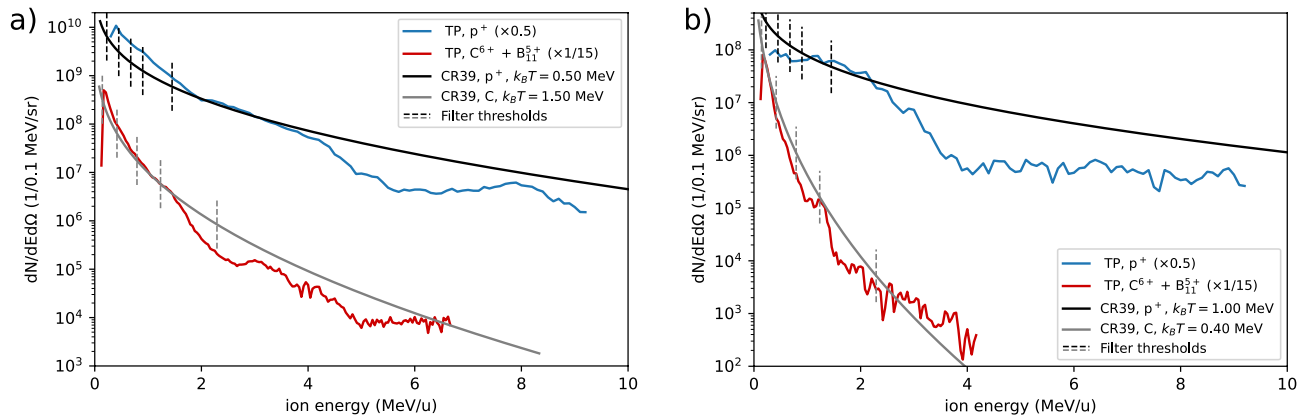 a)
10¹⁰
10⁹
10⁸
10⁷
10⁶
10⁵
10⁴
10³
dN/dEdΩ (1/0.1 MeV/sr)
0
2
4
6
8
10
ion energy (MeV/u)
TP, p⁺ (×0.5)
TP, C⁶⁺ + B₁₁⁵⁺ (×1/15)
CR39, p⁺, k_BT = 0.50 MeV
CR39, C, k_BT = 1.50 MeV
Filter thresholds
b)
10⁸
10⁷
10⁶
10⁵
10⁴
10³
10²
dN/dEdΩ (1/0.1 MeV/sr)
0
2
4
6
8
10
ion energy (MeV/u)
TP, p⁺ (×0.5)
TP, C⁶⁺ + B₁₁⁵⁺ (×1/15)
CR39, p⁺, k_BT = 1.00 MeV
CR39, C, k_BT = 0.40 MeV
Filter thresholds